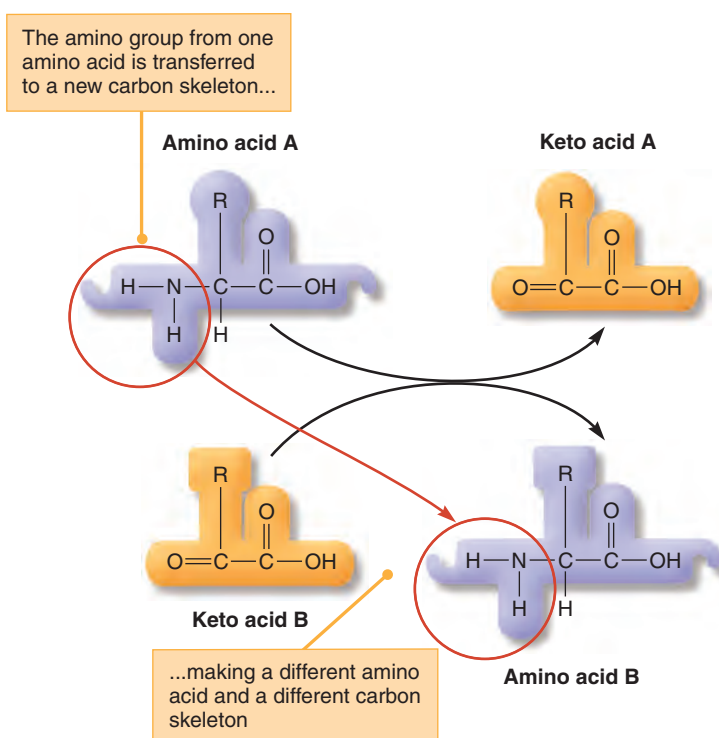 The amino group from one
amino acid is transferred
to a new carbon skeleton...
Amino acid A
Keto acid A
R
O
H—N—C—C—OH
H
H
R
O
O=C—C—OH
R
O
O=C—C—OH
Keto acid B
R
O
H—N—C—C—OH
H
H
Amino acid B
...making a different amino
acid and a different carbon
skeleton